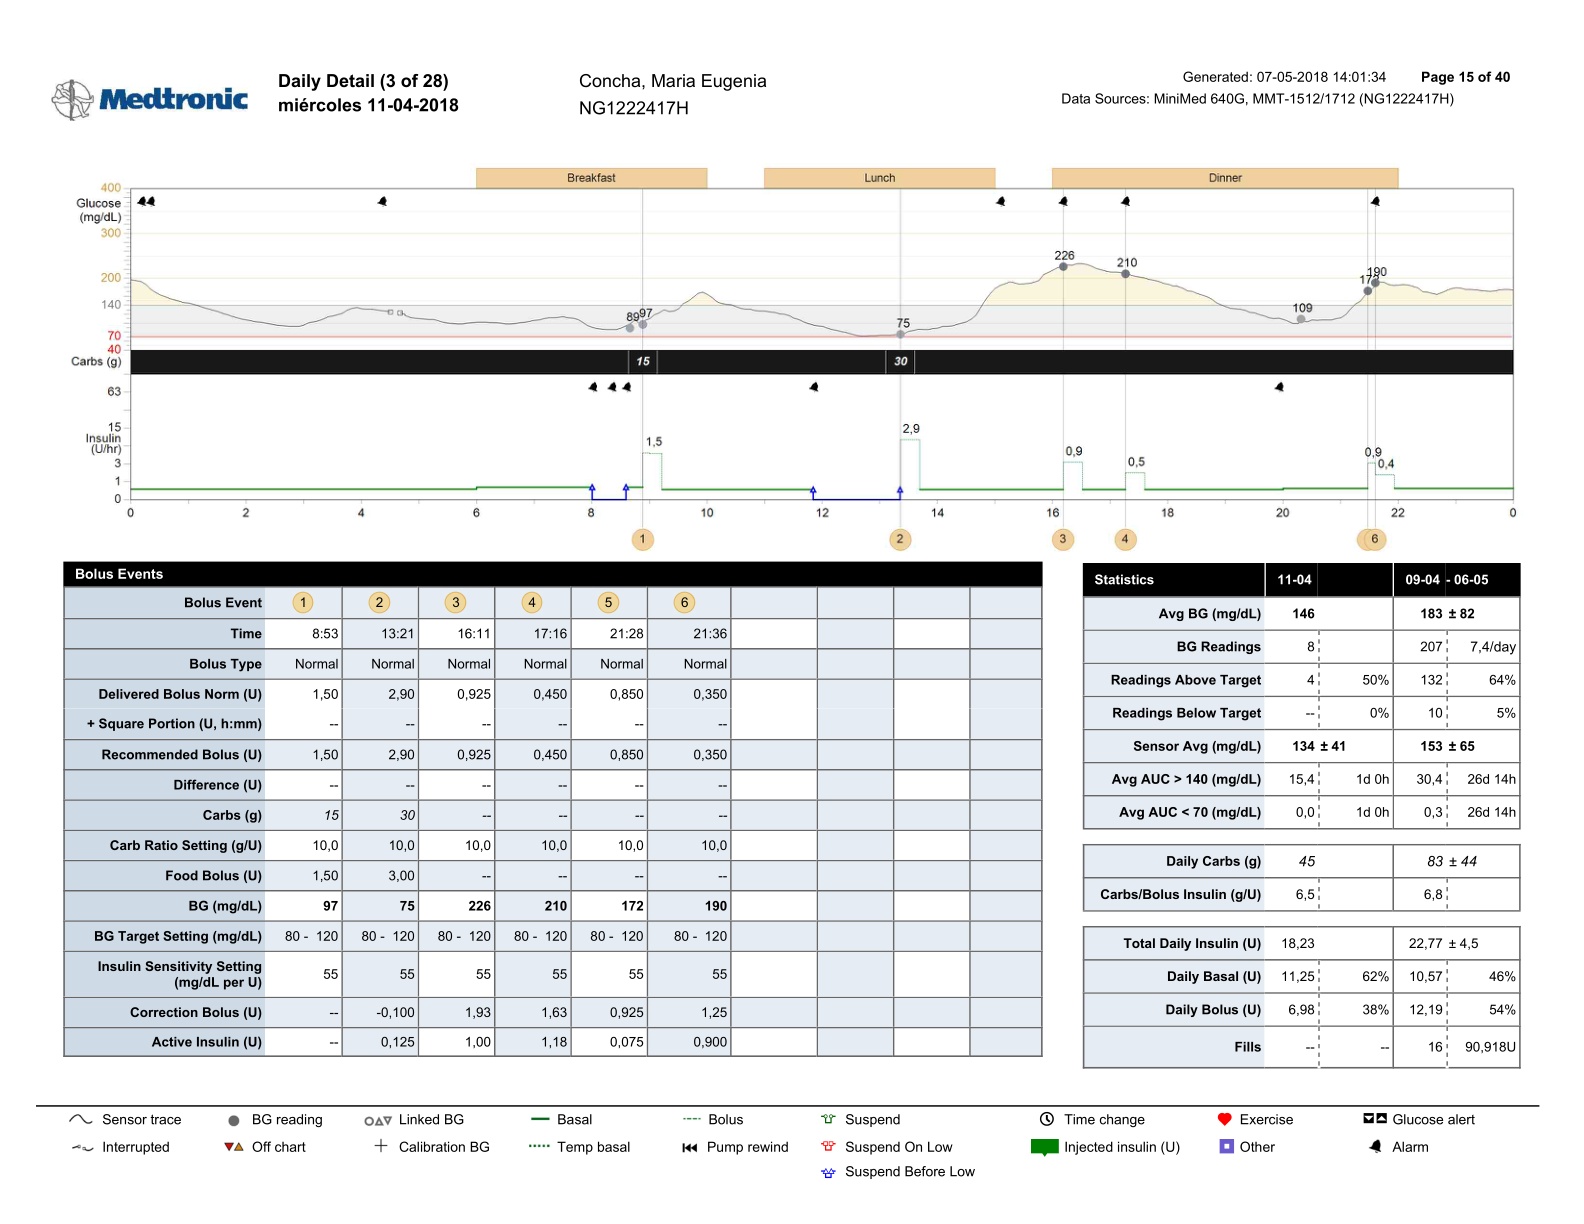 Medtronic
Daily Detail (3 of 28)
miércoles 11-04-2018
Concha, Maria Eugenia
NG1222417H
Generated: 07-05-2018 14:01:34 Page 15 of 40
Data Sources: MiniMed 640G, MMT-1512/1712 (NG1222417H)
Breakfast Lunch Dinner
400
Glucose
(mg/dL)
300
200
140
70
40
226 210 190
109
89 97 75
Carbs (g) 15 30
63
15
Insulin
(U/hr)
3
1
0
1,5 2,9 0,9 0,5 0,9 0,4
0 2 4 6 8 10 12 14 16 18 20 22 0
1 2 3 4 6
Bolus Events
Bolus Event 1 2 3 4 5 6
Time 8:53 13:21 16:11 17:16 21:28 21:36
Bolus Type Normal Normal Normal Normal Normal Normal
Delivered Bolus Norm (U) 1,50 2,90 0,925 0,450 0,850 0,350
+ Square Portion (U, h:mm) -- -- -- -- -- --
Recommended Bolus (U) 1,50 2,90 0,925 0,450 0,850 0,350
Difference (U) -- -- -- -- -- --
Carbs (g) 15 30 -- -- -- --
Carb Ratio Setting (g/U) 10,0 10,0 10,0 10,0 10,0 10,0
Food Bolus (U) 1,50 3,00 -- -- -- --
BG (mg/dL) 97 75 226 210 172 190
BG Target Setting (mg/dL) 80 - 120 80 - 120 80 - 120 80 - 120 80 - 120 80 - 120
Insulin Sensitivity Setting
(mg/dL per U) 55 55 55 55 55 55
Correction Bolus (U) -- -0,100 1,93 1,63 0,925 1,25
Active Insulin (U) -- 0,125 1,00 1,18 0,075 0,900
Statistics 11-04 09-04 - 06-05
Avg BG (mg/dL) 146 183 ± 82
BG Readings 8 207 7,4/day
Readings Above Target 4 50% 132 64%
Readings Below Target -- 0% 10 5%
Sensor Avg (mg/dL) 134 ± 41 153 ± 65
Avg AUC > 140 (mg/dL) 15,4 1d 0h 30,4 26d 14h
Avg AUC < 70 (mg/dL) 0,0 1d 0h 0,3 26d 14h
Daily Carbs (g) 45 83 ± 44
Carbs/Bolus Insulin (g/U) 6,5 6,8
Total Daily Insulin (U) 18,23 22,77 ± 4,5
Daily Basal (U) 11,25 62% 10,57 46%
Daily Bolus (U) 6,98 38% 12,19 54%
Fills -- -- 16 90,918U
Sensor trace BG reading Linked BG Basal Bolus Suspend Time change Exercise Glucose alert
Interrupted Off chart Calibration BG Temp basal Pump rewind Suspend On Low Injected insulin (U) Other Alarm
Suspend Before Low